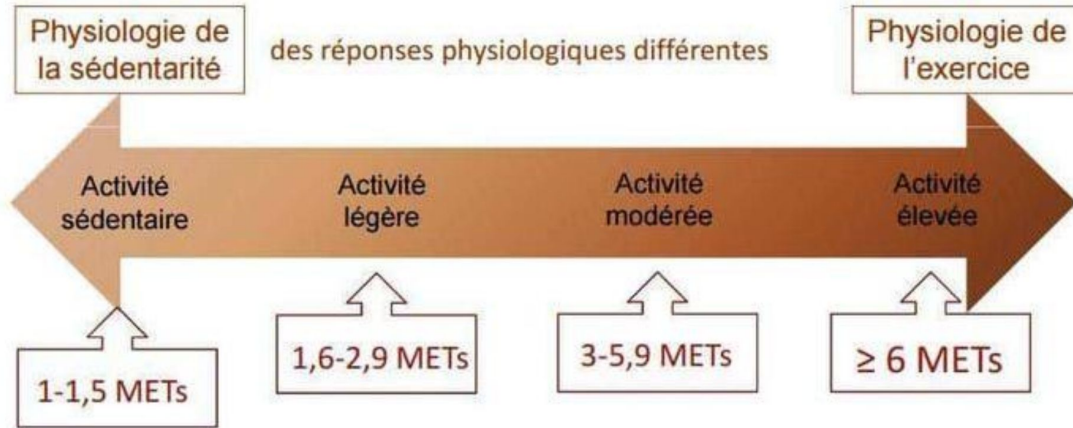 Physiologie de
la sédentarité
des réponses physiologiques différentes
Physiologie de
l'exercice
Activité
sédentaire
Activité
légère
Activité
modérée
Activité
élevée
1-1,5 METs
1,6-2,9 METs
3-5,9 METs
≥ 6 METs